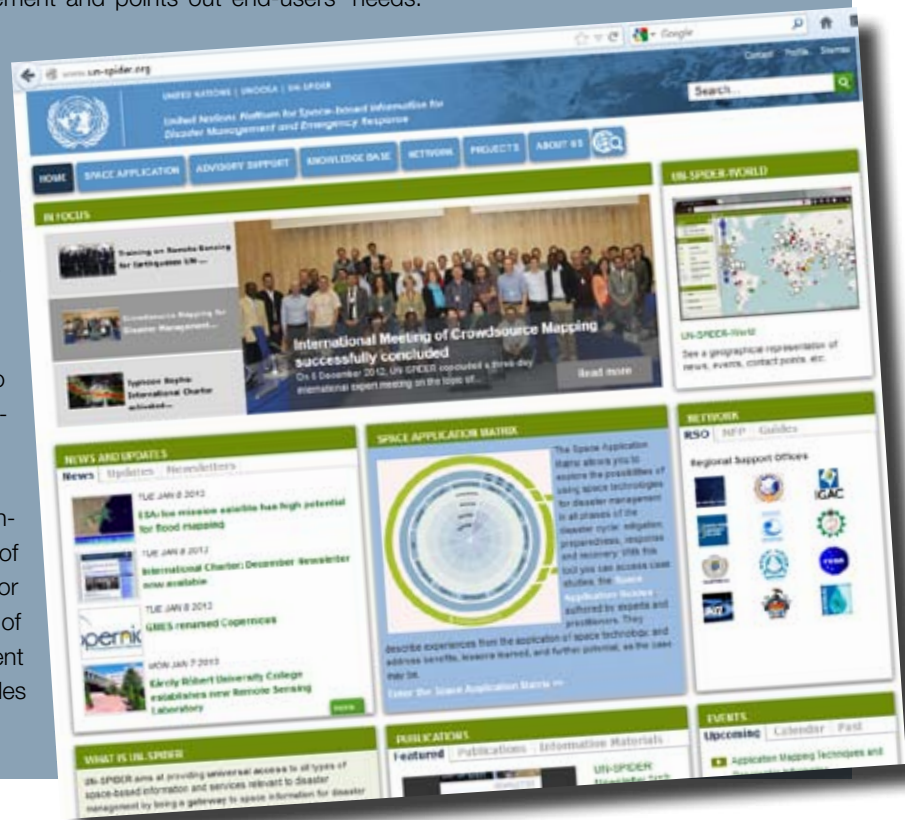 ement and points out end-users' needs.
www.un-spider.org
Google
Contact Profile Sitemap
UNITED NATIONS | UNOOSA | UN-SPIDER
United Nations Platform for Space-based Information for
Disaster Management and Emergency Response
Search...
HOME
SPACE APPLICATION
ADVISORY SUPPORT
KNOWLEDGE BASE
NETWORK
PROJECTS
ABOUT US
IN FOCUS
Training on Remote Sensing
for Earthquakes UN-...
Crowdsource Mapping for
Disaster Management...
Typhoon Bopha:
International Charter
activated...
International Meeting of Crowdsource Mapping
successfully concluded
On 5 December 2012, UN-SPIDER concluded a three-day
international expert meeting on the topic of...
Read more
UN-SPIDER-WORLD
UN-SPIDER-World
See a geographical representation of
news, events, contact points, etc.
o
-
n-
of
or
of
ent
des
NEWS AND UPDATES
News Updates Newsletters
TUE JAN 8 2013
ESA: Ice mission satellite has high potential
for flood mapping
TUE JAN 8 2013
International Charter: December Newsletter
now available
TUE JAN 8 2013
GMES renamed Copernicus
opernic
MON JAN 7 2013
Károly Róbert University College
establishes new Remote Sensing
Laboratory
more
SPACE APPLICATION MATRIX
The Space Application
Matrix allows you to
explore the possibilities of
using space technologies
for disaster management
in all phases of the
disaster cycle: mitigation,
preparedness, response
and recovery. With this
tool you can access case
studies, the Space
Application Guides
authored by experts and
practitioners. They
describe experiences from the application of space technology, and
address benefits, lessons learned, and further potential, as the case
may be.
Enter the Space Application Matrix >>
NETWORK
RSO NFP Guides
Regional Support Offices
IGAC
WHAT IS UN-SPIDER
UN-SPIDER aims at providing universal access to all types of
space-based information and services relevant to disaster
management by being a gateway to space information for disaster
PUBLICATIONS
Featured Publications Informative Materials
UN-SPIDER
EVENTS
Upcoming Calendar Past
Application Mapping Techniques and